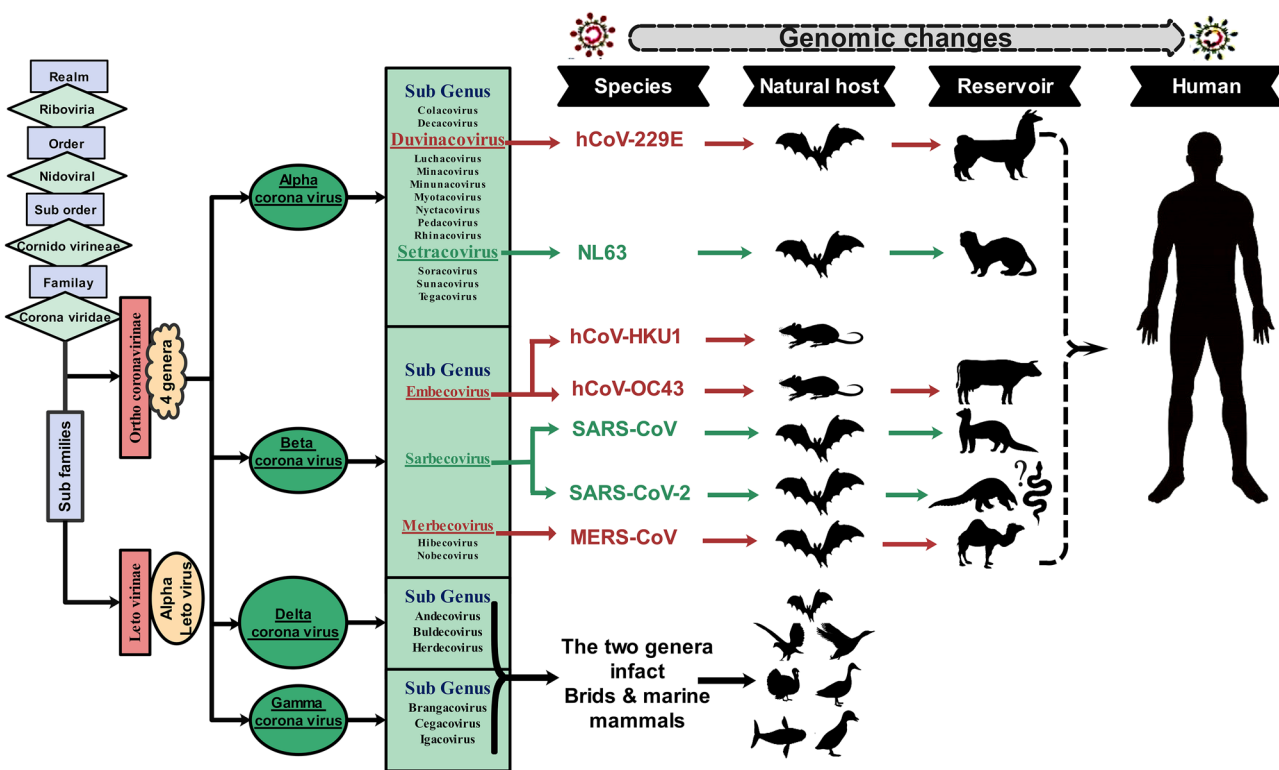 Genomic changes
Species
Natural host
Reservoir
Human
Realm
Riboviria
Order
Nidoviral
Sub order
Cornido virineae
Familay
Corona viridae
Sub families
Ortho coronavirinae
4 genera
Leto virinae
Alpha
Leto virus
Alpha
corona virus
Beta
corona virus
Delta
corona virus
Gamma
corona virus
Sub Genus
Colacovirus
Decacovirus
Duvinacovirus
Luchacovirus
Minacovirus
Minunacovirus
Myotacovirus
Nyctacovirus
Pedacovirus
Rhinacovirus
Setracovirus
Soracovirus
Sunacovirus
Tegacovirus
Sub Genus
Embecovirus
Sarbecovirus
Merbecovirus
Hibecovirus
Nobecovirus
Sub Genus
Andecovirus
Buldecovirus
Herdecovirus
Sub Genus
Brangacovirus
Cegacovirus
Igacovirus
hCoV-229E
NL63
hCoV-HKU1
hCoV-OC43
SARS-CoV
SARS-CoV-2
?
MERS-CoV
The two genera
infact
Brids & marine
mammals